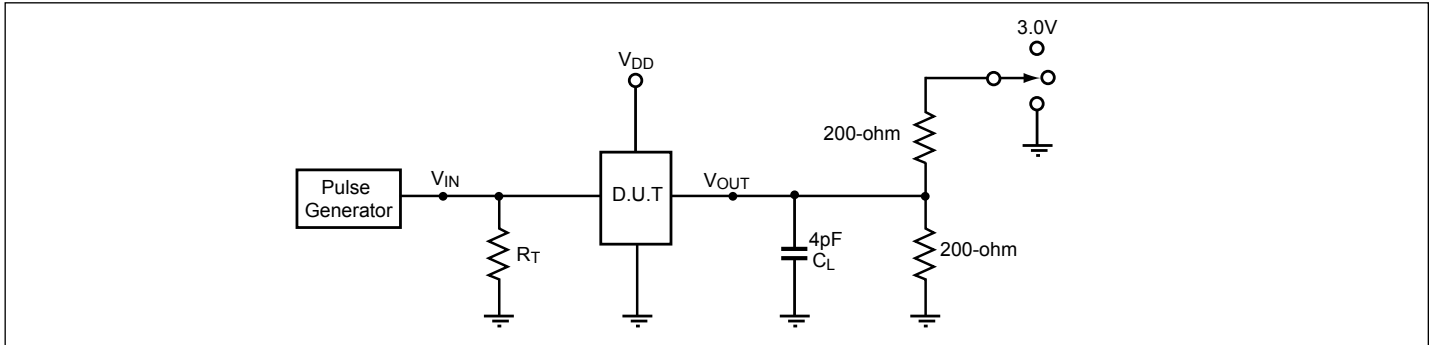 3.0V
VDD
200-ohm
Pulse
Generator
VIN
D.U.T
VOUT
RT
4pF
CL
200-ohm